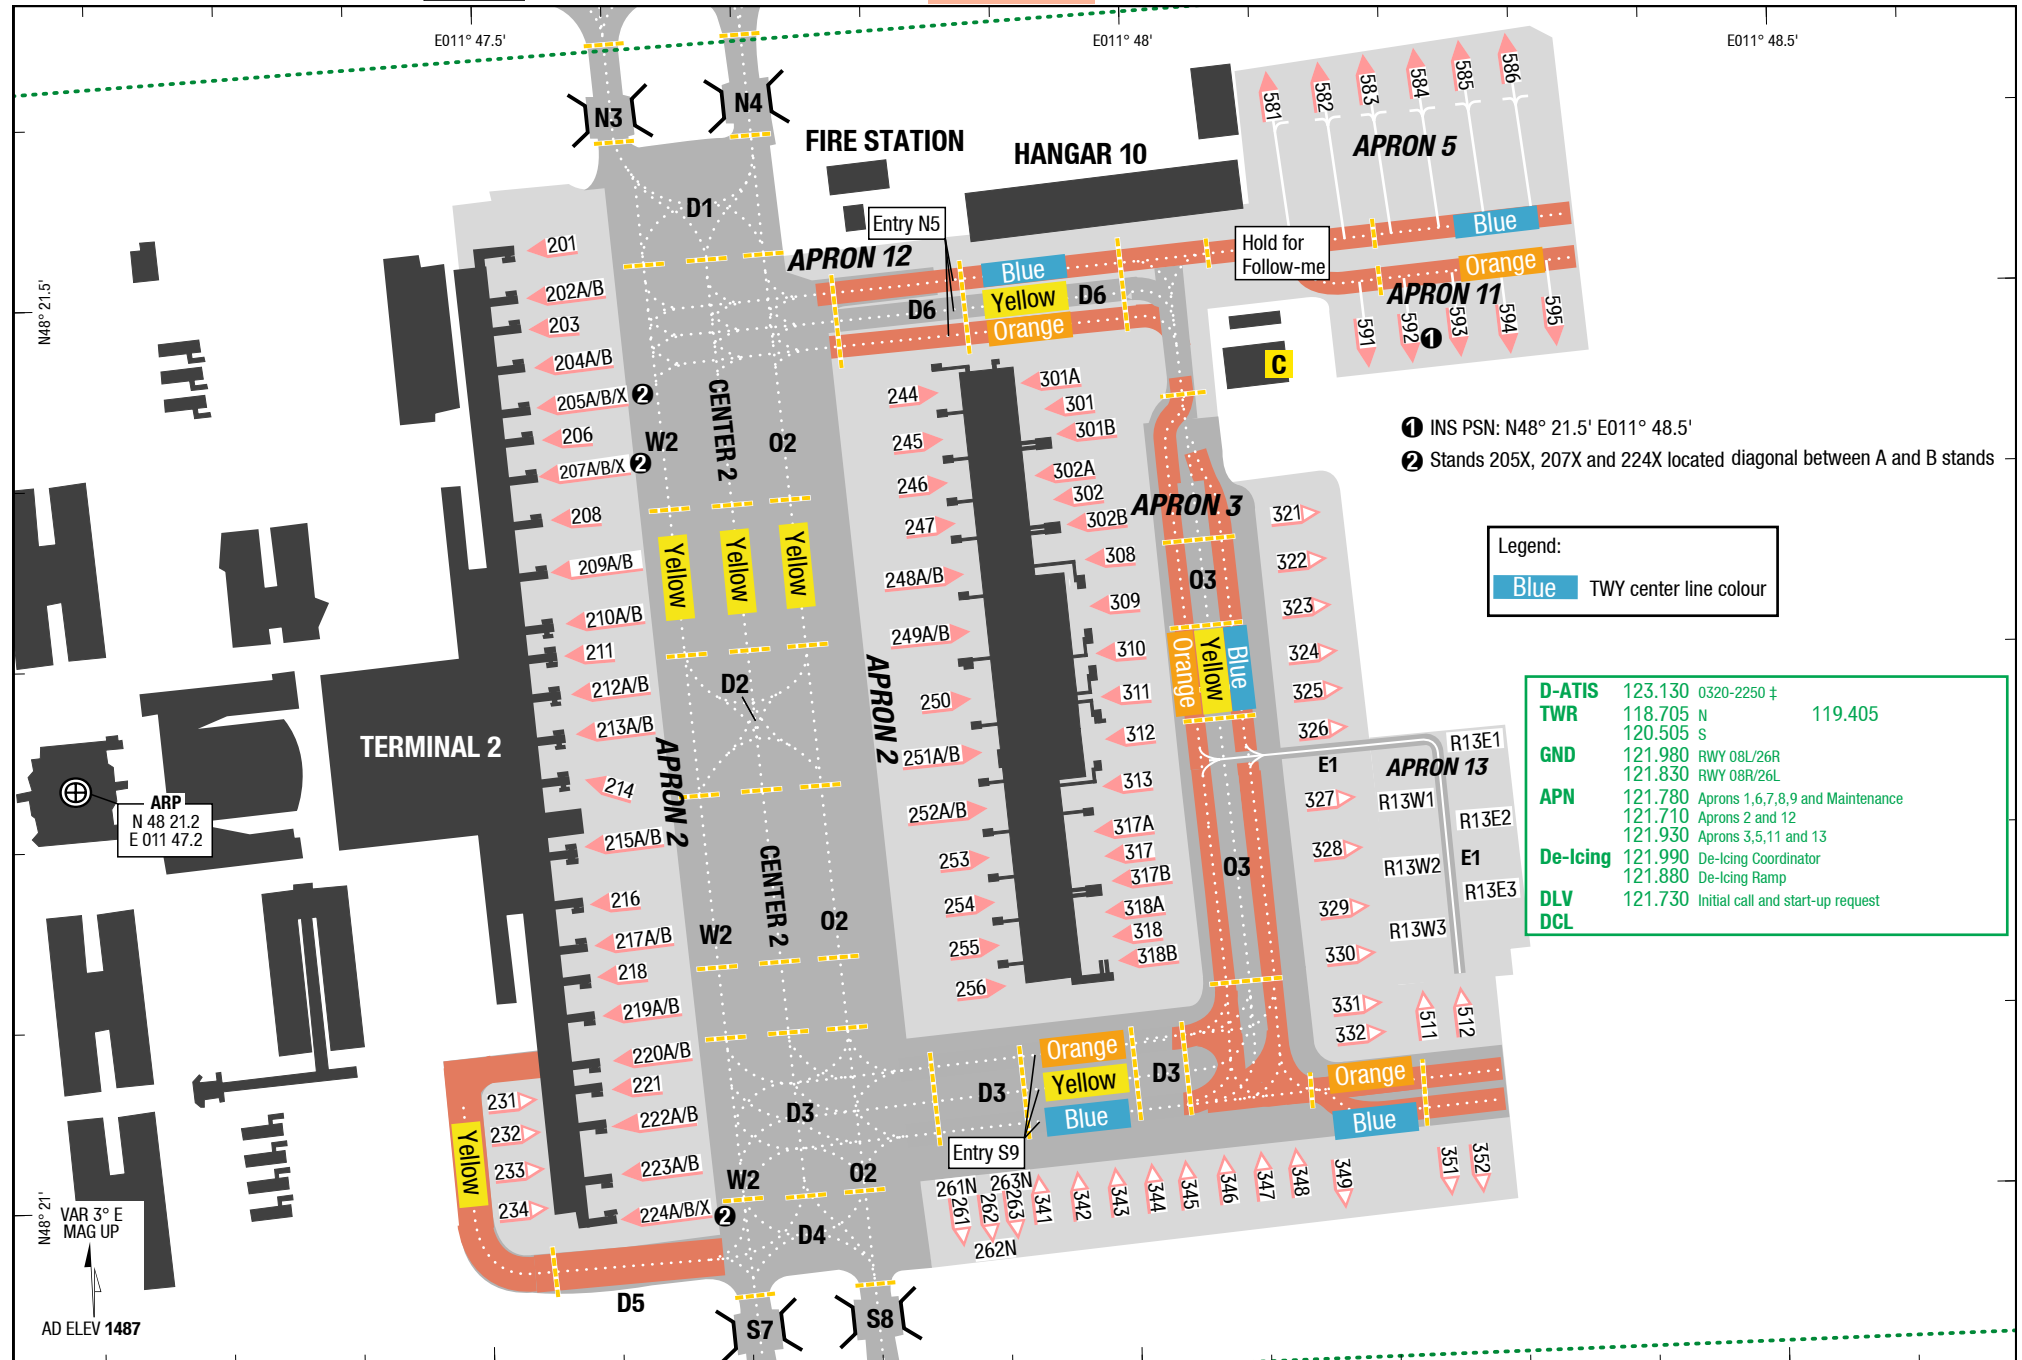 E011° 47.5'
E011° 48'
E011° 48.5'
N3
N4
FIRE STATION
HANGAR 10
APRON 5
581
582
583
584
585
586
D1
Entry N5
APRON 12
Hold for
Follow-me
Blue
Orange
Blue
Yellow
Orange
D6
D6
APRON 11
591
592
593
594
595
❶
C
N48° 21.5'
201
202A/B
203
204A/B
205A/B/X ❷
206
207A/B/X ❷
208
209A/B
210A/B
211
212A/B
213A/B
214
215A/B
216
217A/B
218
219A/B
220A/B
221
222A/B
223A/B
224A/B/X ❷
W2
CENTER 2
O2
Yellow
Yellow
Yellow
D2
APRON 2
APRON 2
CENTER 2
W2
O2
244
245
246
247
248A/B
249A/B
250
251A/B
252A/B
253
254
255
256
301A
301
301B
302A
302
302B
308
309
310
311
312
313
317A
317
317B
318A
318
318B
APRON 3
O3
Orange
Yellow
Blue
O3
321
322
323
324
325
326
327
328
329
330
331
332
E1
APRON 13
R13E1
R13W1
R13E2
R13W2
E1
R13E3
R13W3
511
512
❶ INS PSN: N48° 21.5' E011° 48.5'
❷ Stands 205X, 207X and 224X located diagonal between A and B stands
Legend:
Blue TWY center line colour
D-ATIS 123.130 0320-2250 ‡
TWR 118.705 N 119.405
120.505 S
GND 121.980 RWY 08L/26R
121.830 RWY 08R/26L
APN 121.780 Aprons 1,6,7,8,9 and Maintenance
121.710 Aprons 2 and 12
121.930 Aprons 3,5,11 and 13
De-Icing 121.990 De-Icing Coordinator
121.880 De-Icing Ramp
DLV 121.730 Initial call and start-up request
DCL
TERMINAL 2
ARP
N 48 21.2
E 011 47.2
231
232
233
234
Yellow
D3
D3
D3
Orange
Yellow
Blue
Orange
Blue
Entry S9
W2
O2
D4
D5
S7
S8
261N
263N
261
262
263
262N
341
342
343
344
345
346
347
348
349
351
352
N48° 21'
VAR 3° E
MAG UP
AD ELEV 1487